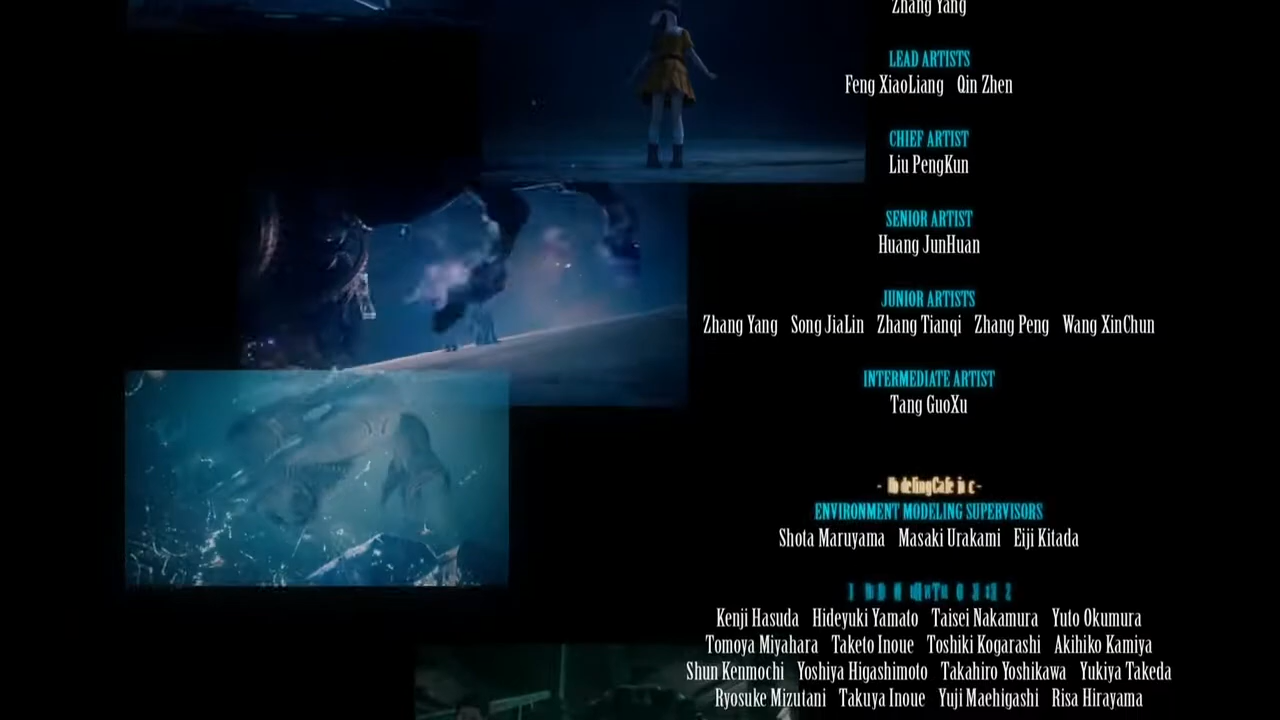 Zhang Yang
LEAD ARTISTS
Feng XiaoLiang Qin Zhen
CHIEF ARTIST
Liu PengKun
SENIOR ARTIST
Huang JunHuan
JUNIOR ARTISTS
Zhang Yang Song JiaLin Zhang Tianqi Zhang Peng Wang XinChun
INTERMEDIATE ARTIST
Tang GuoXu
ENVIRONMENT MODELING SUPERVISORS
Shota Maruyama Masaki Urakami Eiji Kitada
Kenji Hasuda Hideyuki Yamato Taisei Nakamura Yuto Okumura
Tomoya Miyahara Taketo Inoue Toshiki Kogarashi Akihiko Kamiya
Shun Kenmochi Yoshiya Higashimoto Takahiro Yoshikawa Yukiya Takeda
Ryosuke Mizutani Takuya Inoue Yuji Maehigashi Risa Hirayama